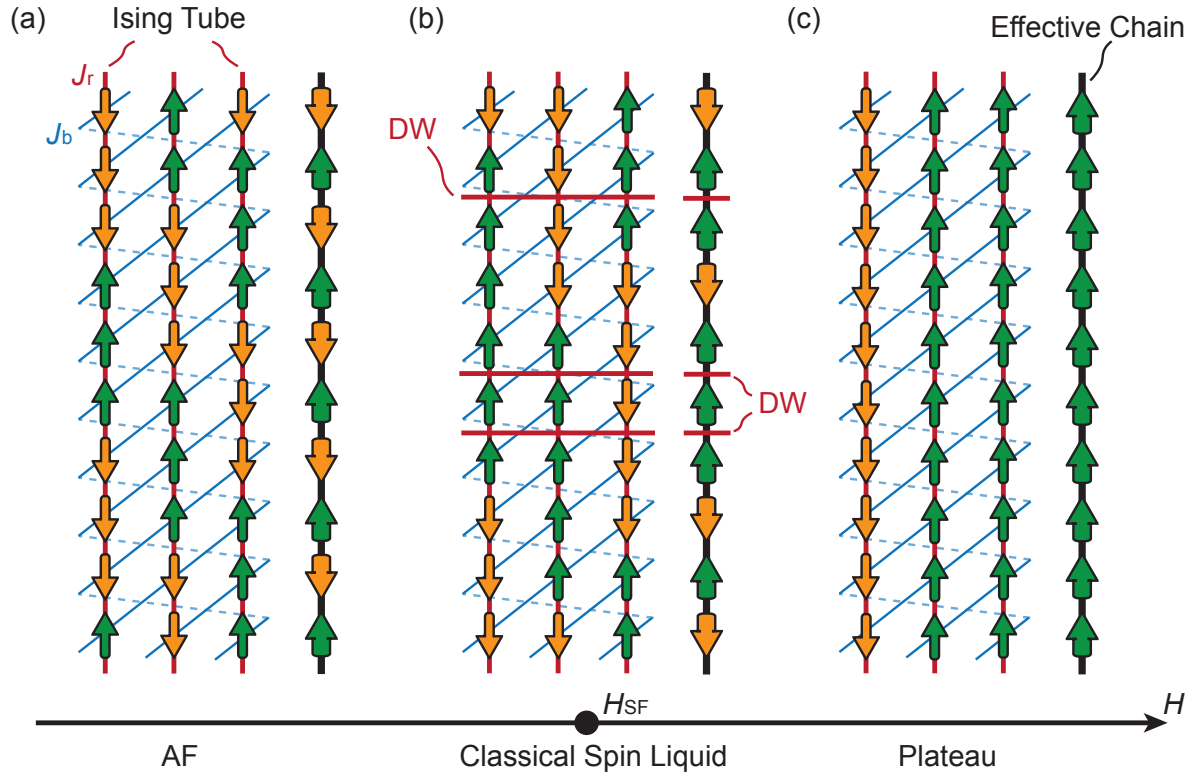 (a)
Ising Tube
(b)
(c)
Effective Chain
Jr
Jb
DW
DW
HSF
H
AF
Classical Spin Liquid
Plateau